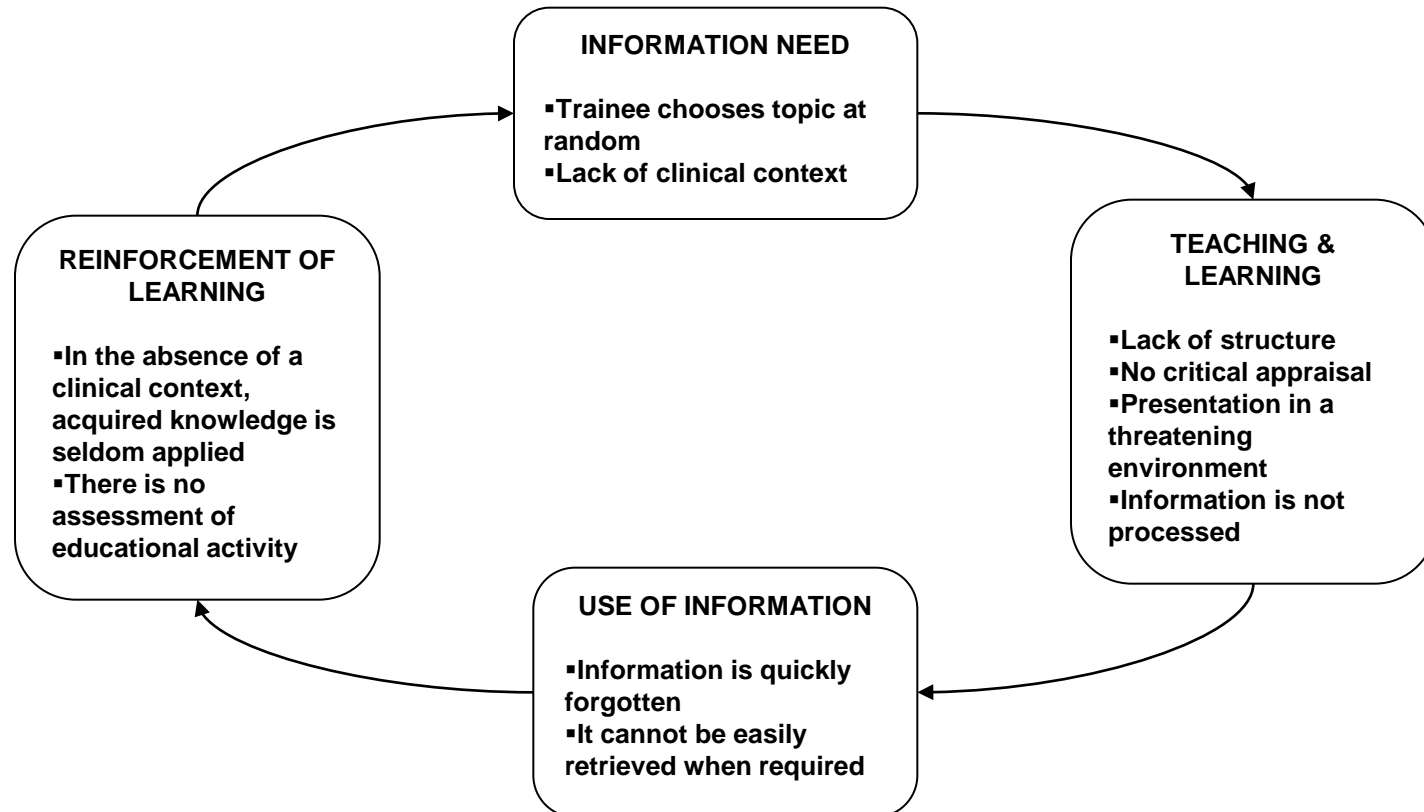 INFORMATION NEED
▪Trainee chooses topic at
random
▪Lack of clinical context
TEACHING &
LEARNING
▪Lack of structure
▪No critical appraisal
▪Presentation in a
threatening
environment
▪Information is not
processed
USE OF INFORMATION
▪Information is quickly
forgotten
▪It cannot be easily
retrieved when required
REINFORCEMENT OF
LEARNING
▪In the absence of a
clinical context,
acquired knowledge is
seldom applied
▪There is no
assessment of
educational activity